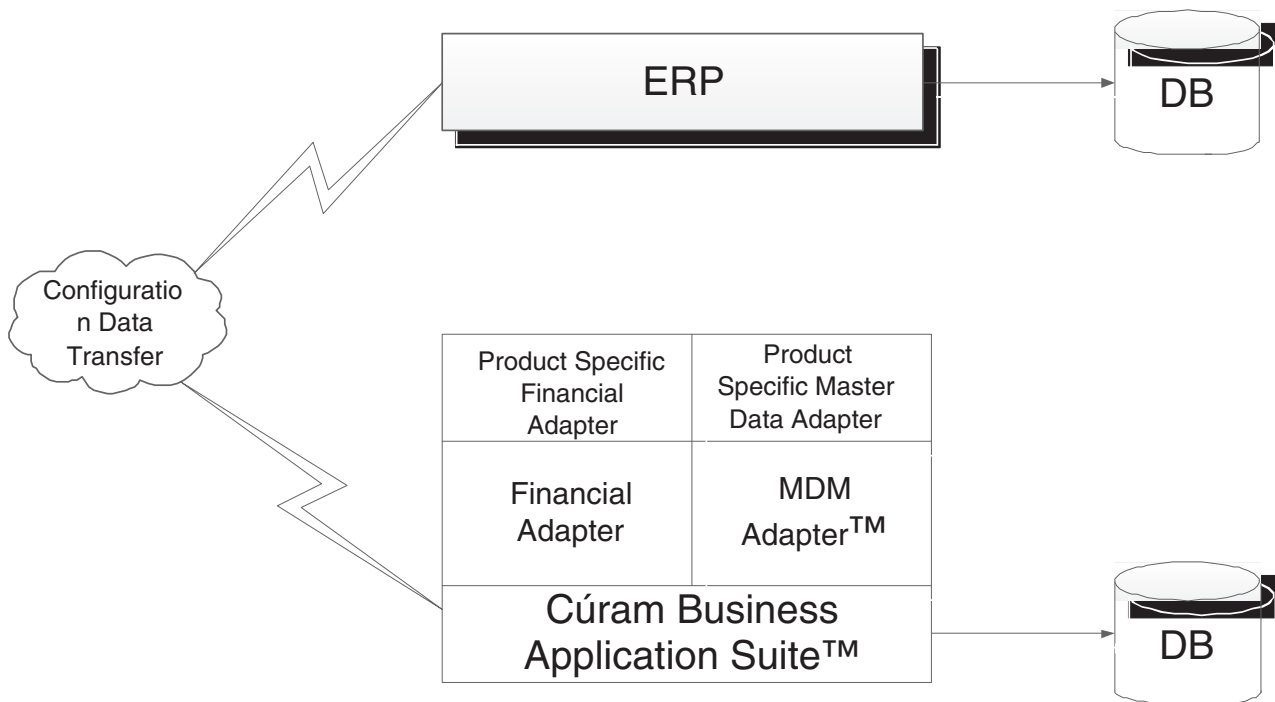 ERP
DB
Configuratio
n Data
Transfer
Product Specific
Financial
Adapter
Product
Specific Master
Data Adapter
Financial
Adapter
MDM
Adapter™
Cúram Business
Application Suite™
DB